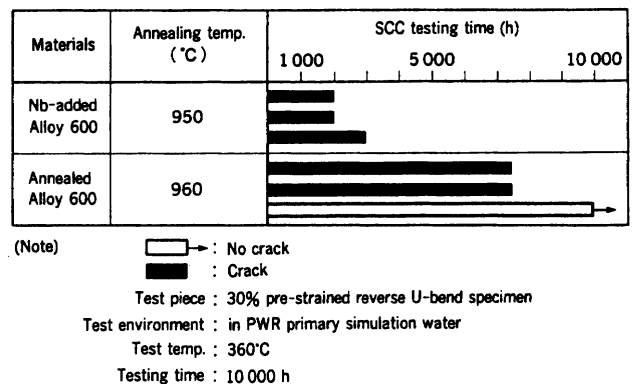 Materials Annealing temp. (°C) SCC testing time (h)
1 000 5 000 10 000
Nb-added Alloy 600 950
Annealed Alloy 600 960
(Note) : No crack
: Crack
Test piece : 30% pre-strained reverse U-bend specimen
Test environment : in PWR primary simulation water
Test temp. : 360°C
Testing time : 10 000 h